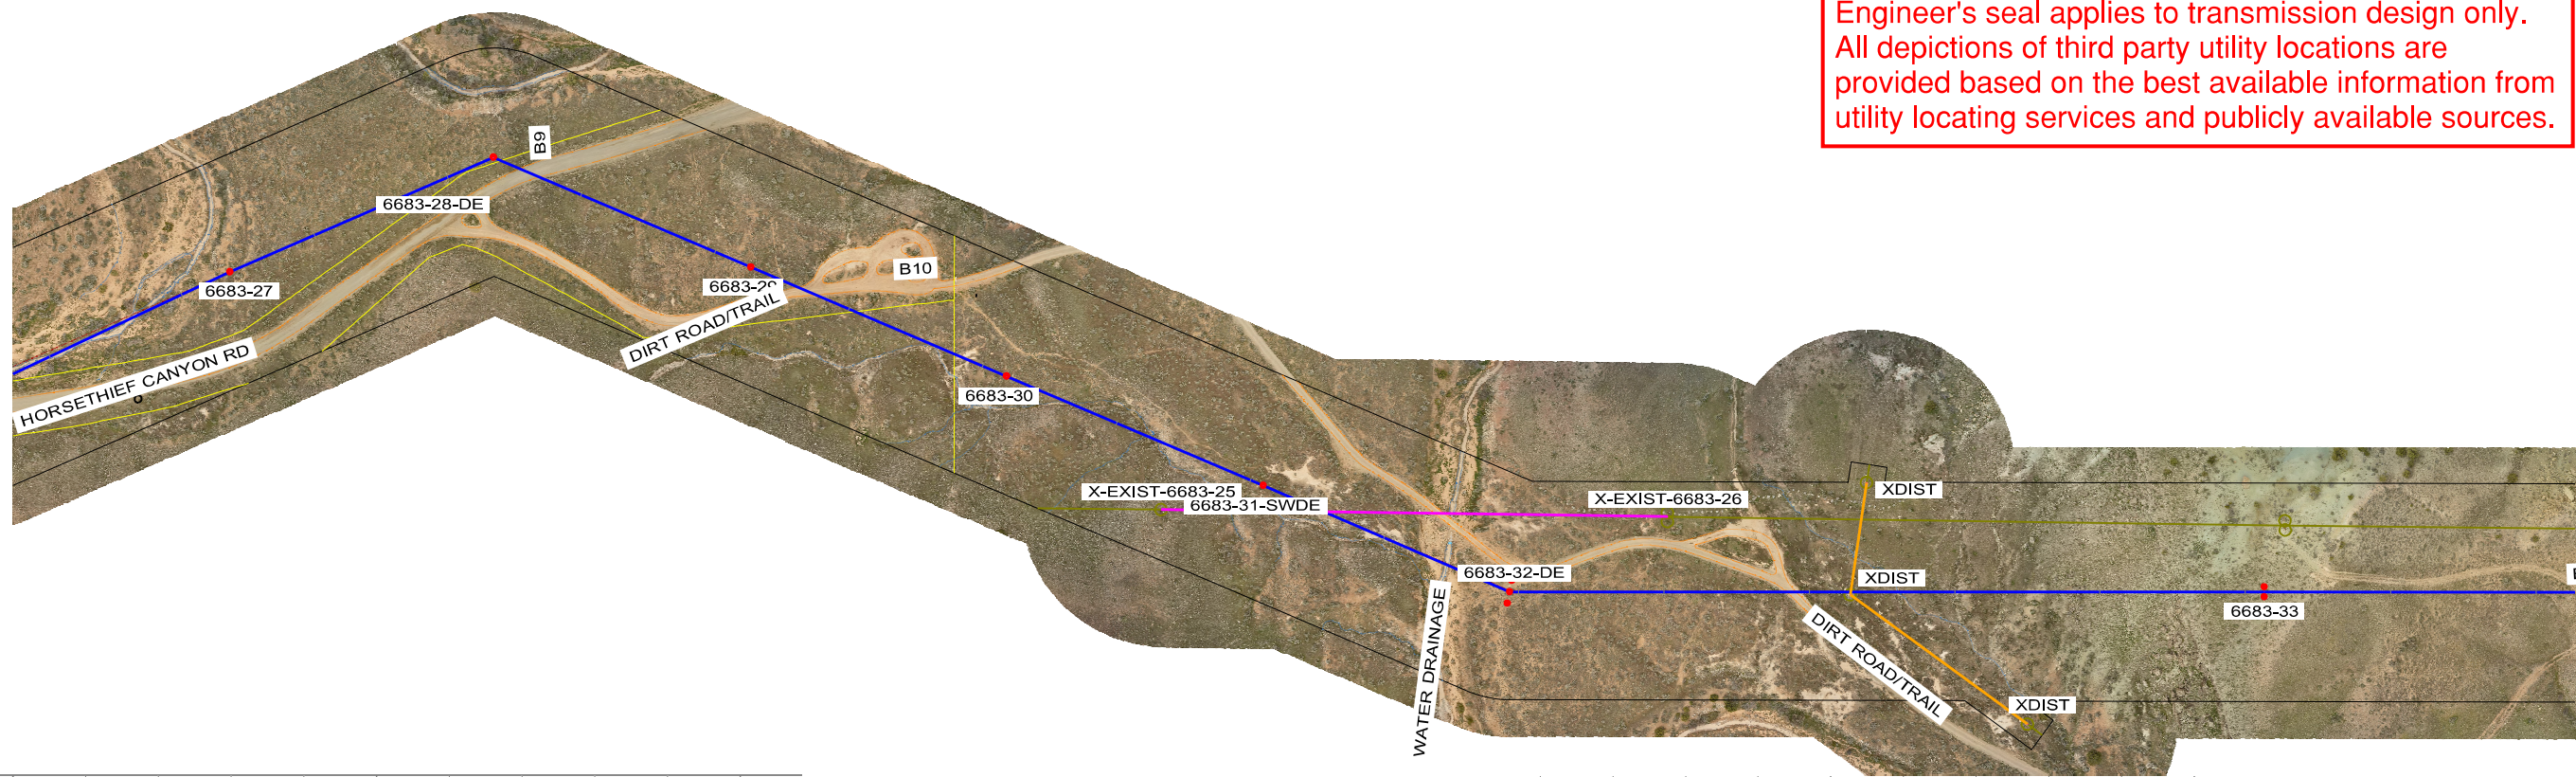 Engineer's seal applies to transmission design only.
All depictions of third party utility locations are
provided based on the best available information from
utility locating services and publicly available sources.
B9
6683-28-DE
6683-27
B10
6683-29
DIRT ROAD/TRAIL
HORSETHIEF CANYON RD
6683-30
X-EXIST-6683-25
6683-31-SWDE
X-EXIST-6683-26
XDIST
6683-32-DE
XDIST
6683-33
WATER DRAINAGE
DIRT ROAD/TRAIL
XDIST